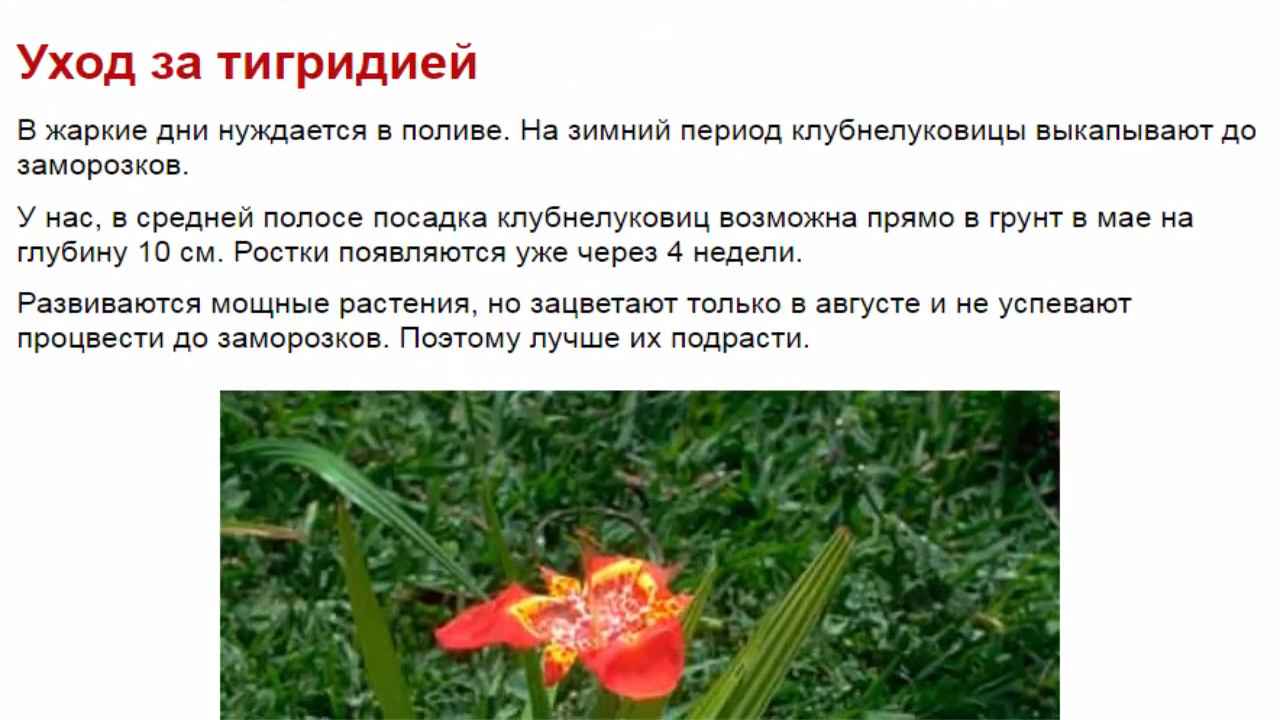 Уход за тигридией
В жаркие дни нуждается в поливе. На зимний период клубнелуковицы выкапывают до
заморозков.
У нас, в средней полосе посадка клубнелуковиц возможна прямо в грунт в мае на
глубину 10 см. Ростки появляются уже через 4 недели.
Развиваются мощные растения, но зацветают только в августе и не успевают
процвести до заморозков. Поэтому лучше их подрасти.